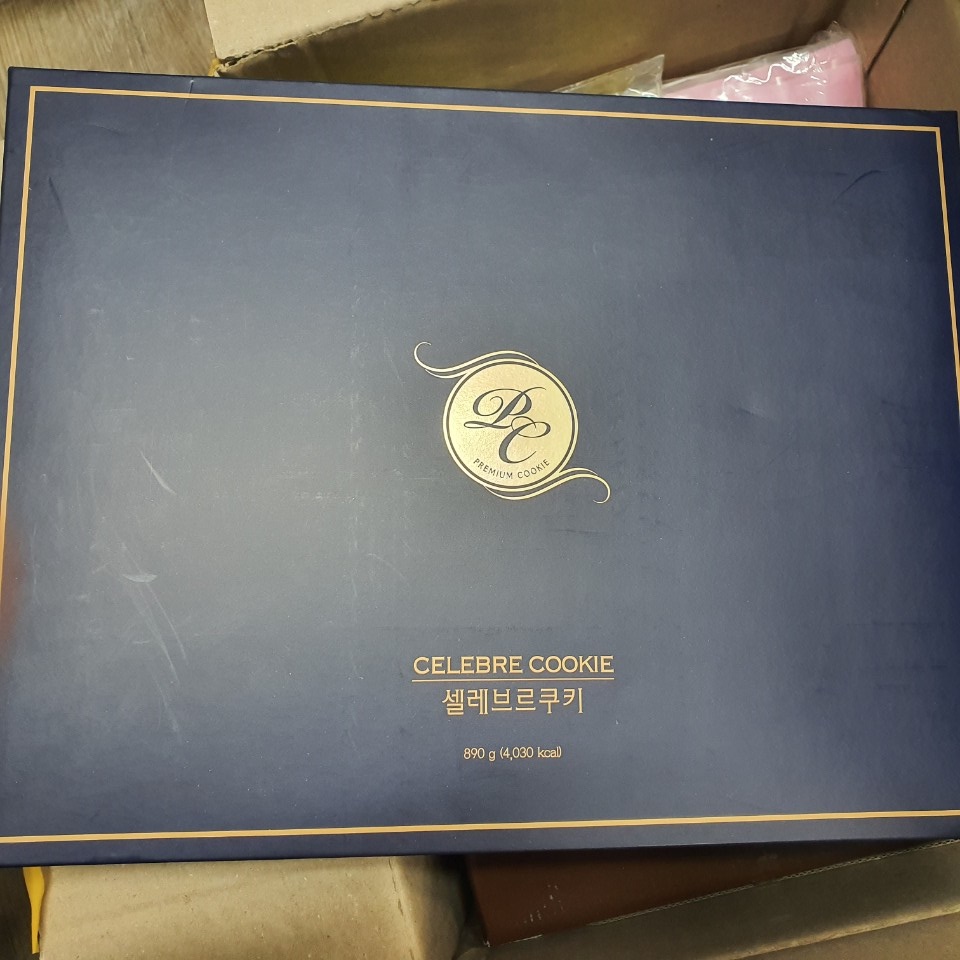 PC
PREMIUM COOKIE
CELEBRE COOKIE
셀레브르쿠키
890 g (4,030 kcal)